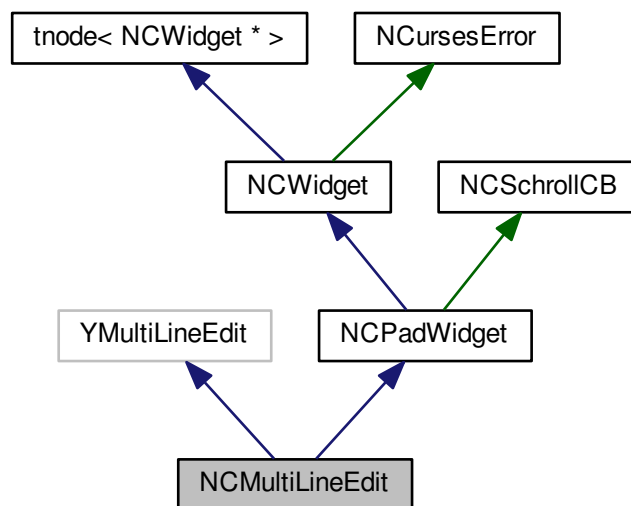 tnode< NCWidget * >
NCursesError
NCWidget
NCSchrollCB
YMultiLineEdit
NCPadWidget
NCMultiLineEdit